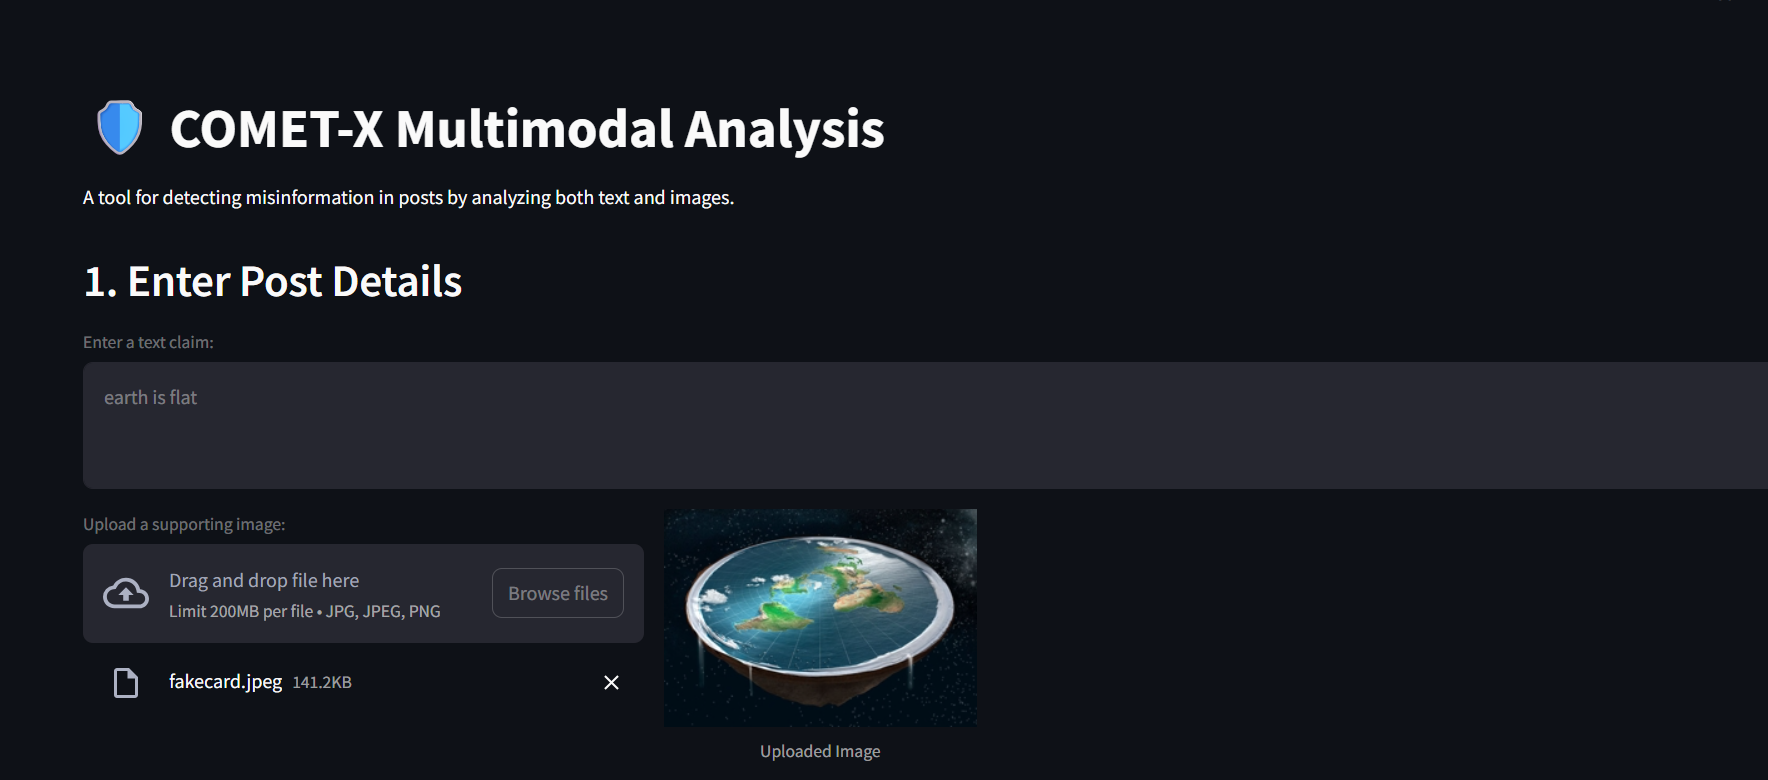 COMET-X Multimodal Analysis
A tool for detecting misinformation in posts by analyzing both text and images.
1. Enter Post Details
Enter a text claim:
earth is flat
Upload a supporting image:
Drag and drop file here
Limit 200MB per file • JPG, JPEG, PNG
Browse files
fakecard.jpeg 141.2KB
Uploaded Image